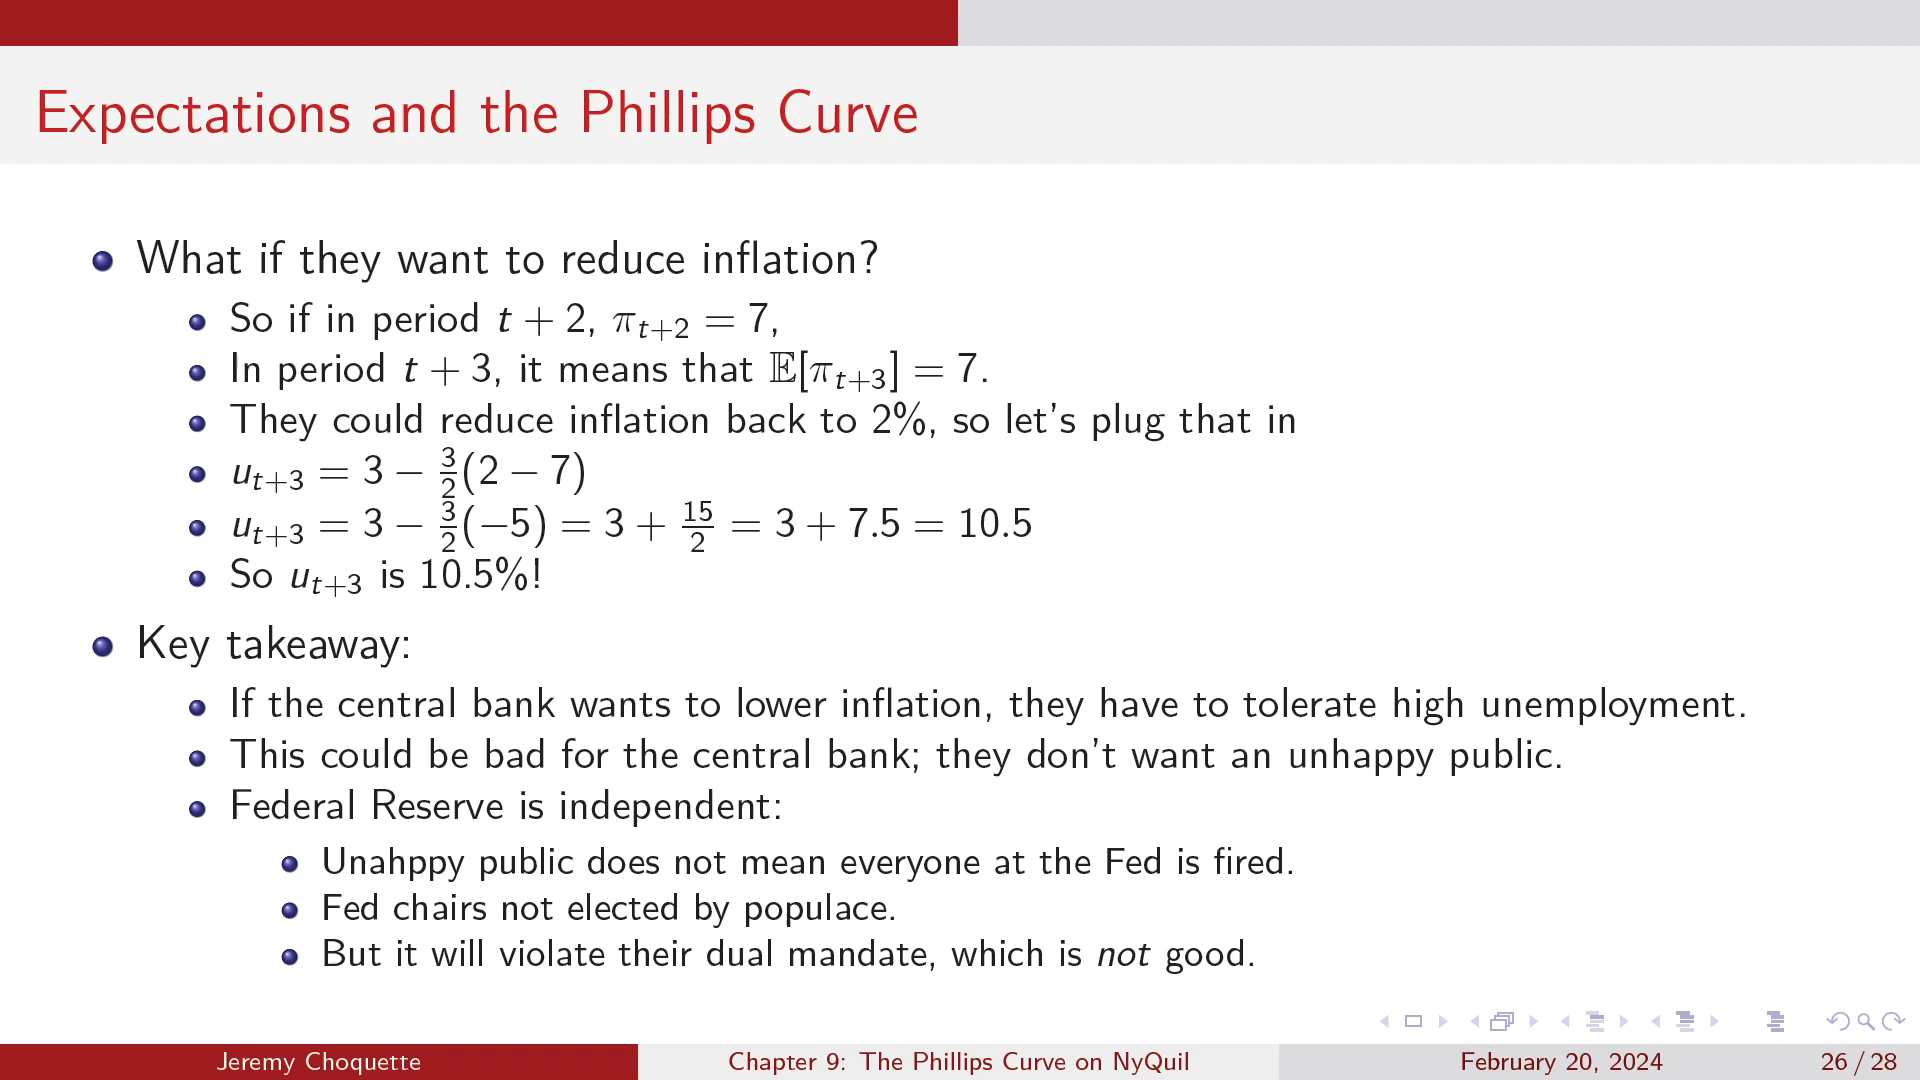 Expectations and the Phillips Curve
What if they want to reduce inflation?
So if in period t + 2, π_{t+2} = 7,
In period t + 3, it means that 𝔼[π_{t+3}] = 7.
They could reduce inflation back to 2%, so let's plug that in
u_{t+3} = 3 − 3/2(2 − 7)
u_{t+3} = 3 − 3/2(−5) = 3 + 15/2 = 3 + 7.5 = 10.5
So u_{t+3} is 10.5%!
Key takeaway:
If the central bank wants to lower inflation, they have to tolerate high unemployment.
This could be bad for the central bank; they don't want an unhappy public.
Federal Reserve is independent:
Unahppy public does not mean everyone at the Fed is fired.
Fed chairs not elected by populace.
But it will violate their dual mandate, which is not good.
Jeremy Choquette
Chapter 9: The Phillips Curve on NyQuil
February 20, 2024
26 / 28